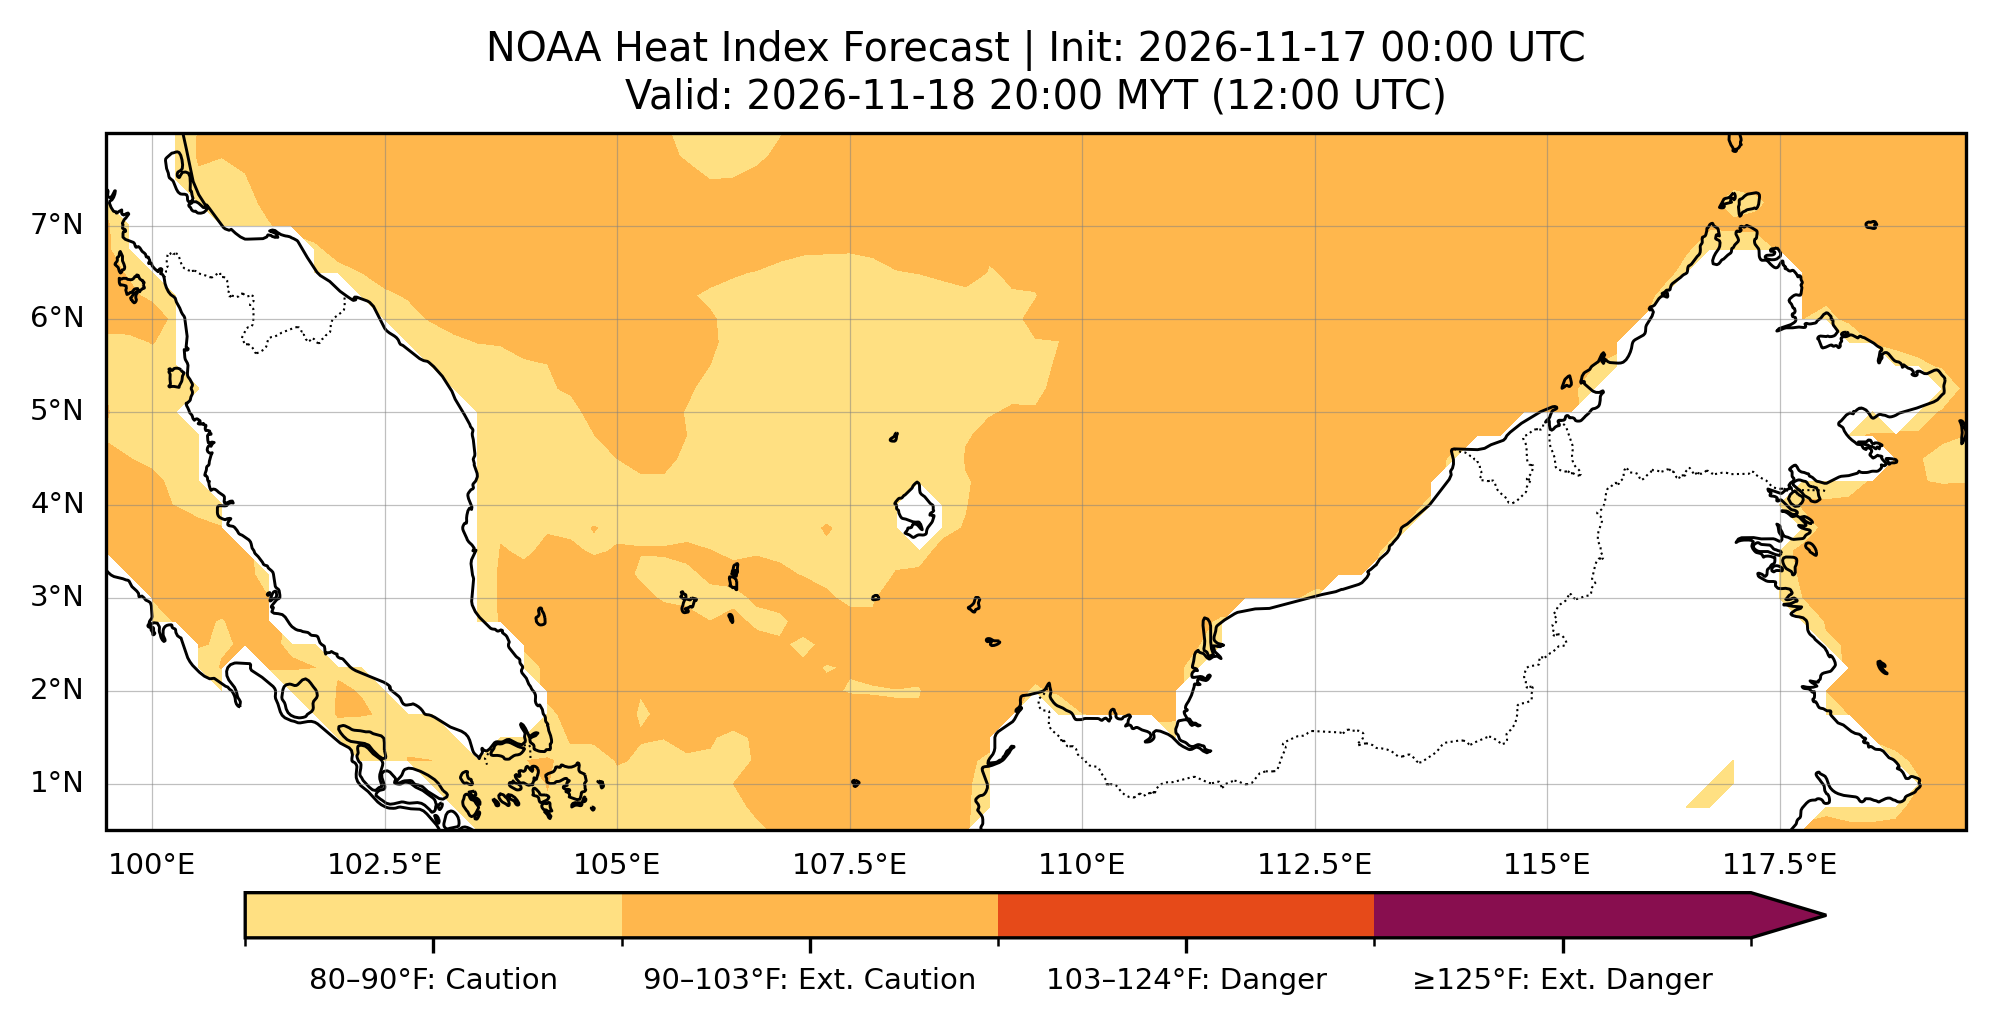 NOAA Heat Index Forecast | Init: 2026-11-17 00:00 UTC
Valid: 2026-11-18 20:00 MYT (12:00 UTC)
7°N
6°N
5°N
4°N
3°N
2°N
1°N
100°E 102.5°E 105°E 107.5°E 110°E 112.5°E 115°E 117.5°E
80–90°F: Caution 90–103°F: Ext. Caution 103–124°F: Danger ≥125°F: Ext. Danger